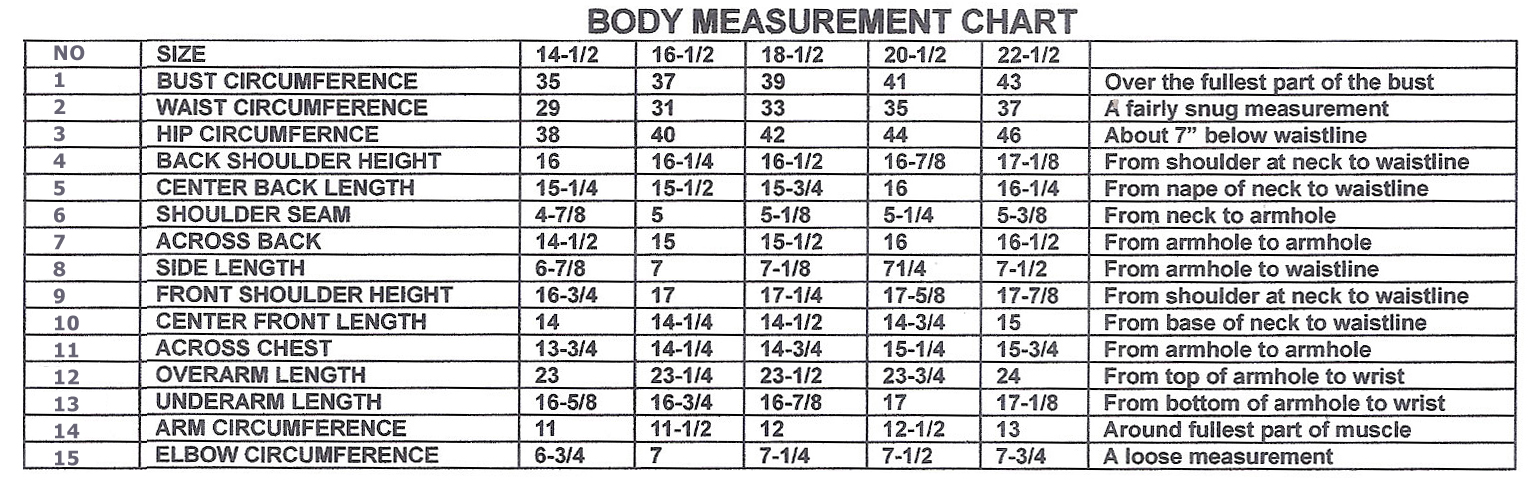 BODY MEASUREMENT CHART
NO SIZE 14-1/2 16-1/2 18-1/2 20-1/2 22-1/2
1 BUST CIRCUMFERENCE 35 37 39 41 43 Over the fullest part of the bust
2 WAIST CIRCUMFERENCE 29 31 33 35 37 A fairly snug measurement
3 HIP CIRCUMFERNCE 38 40 42 44 46 About 7” below waistline
4 BACK SHOULDER HEIGHT 16 16-1/4 16-1/2 16-7/8 17-1/8 From shoulder at neck to waistline
5 CENTER BACK LENGTH 15-1/4 15-1/2 15-3/4 16 16-1/4 From nape of neck to waistline
6 SHOULDER SEAM 4-7/8 5 5-1/8 5-1/4 5-3/8 From neck to armhole
7 ACROSS BACK 14-1/2 15 15-1/2 16 16-1/2 From armhole to armhole
8 SIDE LENGTH 6-7/8 7 7-1/8 71/4 7-1/2 From armhole to waistline
9 FRONT SHOULDER HEIGHT 16-3/4 17 17-1/4 17-5/8 17-7/8 From shoulder at neck to waistline
10 CENTER FRONT LENGTH 14 14-1/4 14-1/2 14-3/4 15 From base of neck to waistline
11 ACROSS CHEST 13-3/4 14-1/4 14-3/4 15-1/4 15-3/4 From armhole to armhole
12 OVERARM LENGTH 23 23-1/4 23-1/2 23-3/4 24 From top of armhole to wrist
13 UNDERARM LENGTH 16-5/8 16-3/4 16-7/8 17 17-1/8 From bottom of armhole to wrist
14 ARM CIRCUMFERENCE 11 11-1/2 12 12-1/2 13 Around fullest part of muscle
15 ELBOW CIRCUMFERENCE 6-3/4 7 7-1/4 7-1/2 7-3/4 A loose measurement